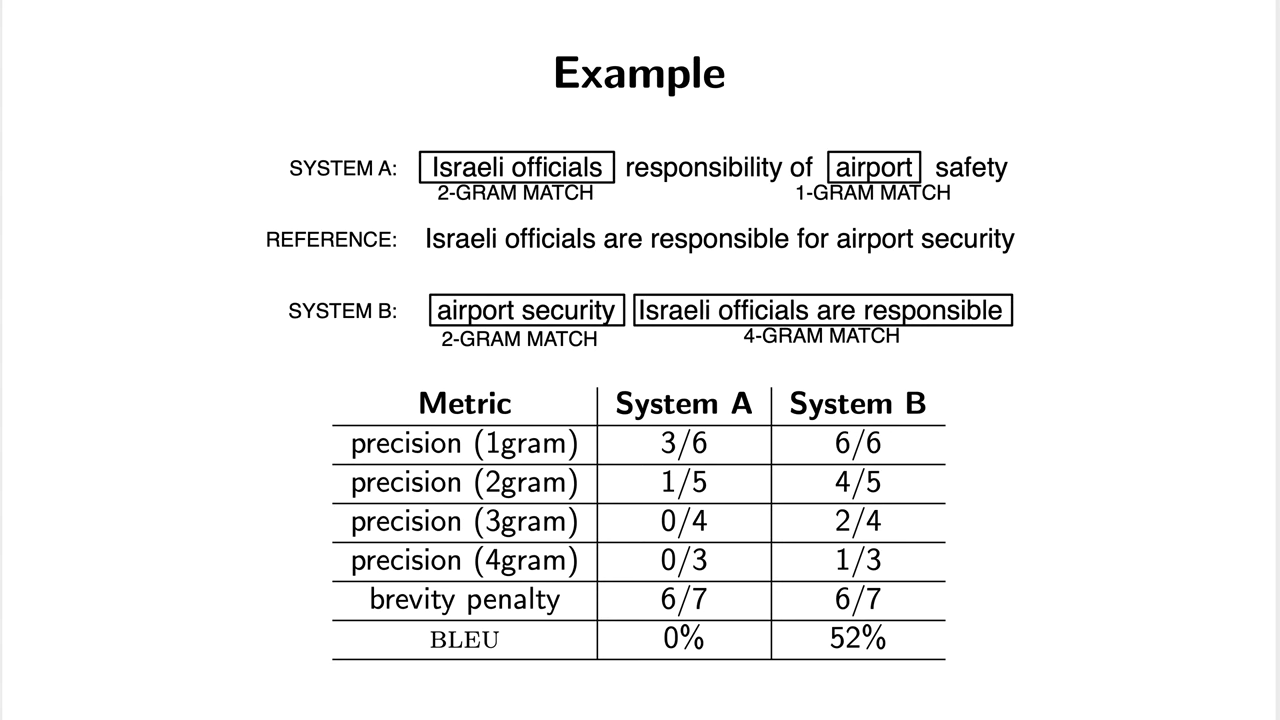 Example
SYSTEM A: Israeli officials responsibility of airport safety
2-GRAM MATCH 1-GRAM MATCH
REFERENCE: Israeli officials are responsible for airport security
SYSTEM B: airport security Israeli officials are responsible
2-GRAM MATCH 4-GRAM MATCH
Metric System A System B
precision (1gram) 3/6 6/6
precision (2gram) 1/5 4/5
precision (3gram) 0/4 2/4
precision (4gram) 0/3 1/3
brevity penalty 6/7 6/7
BLEU 0% 52%